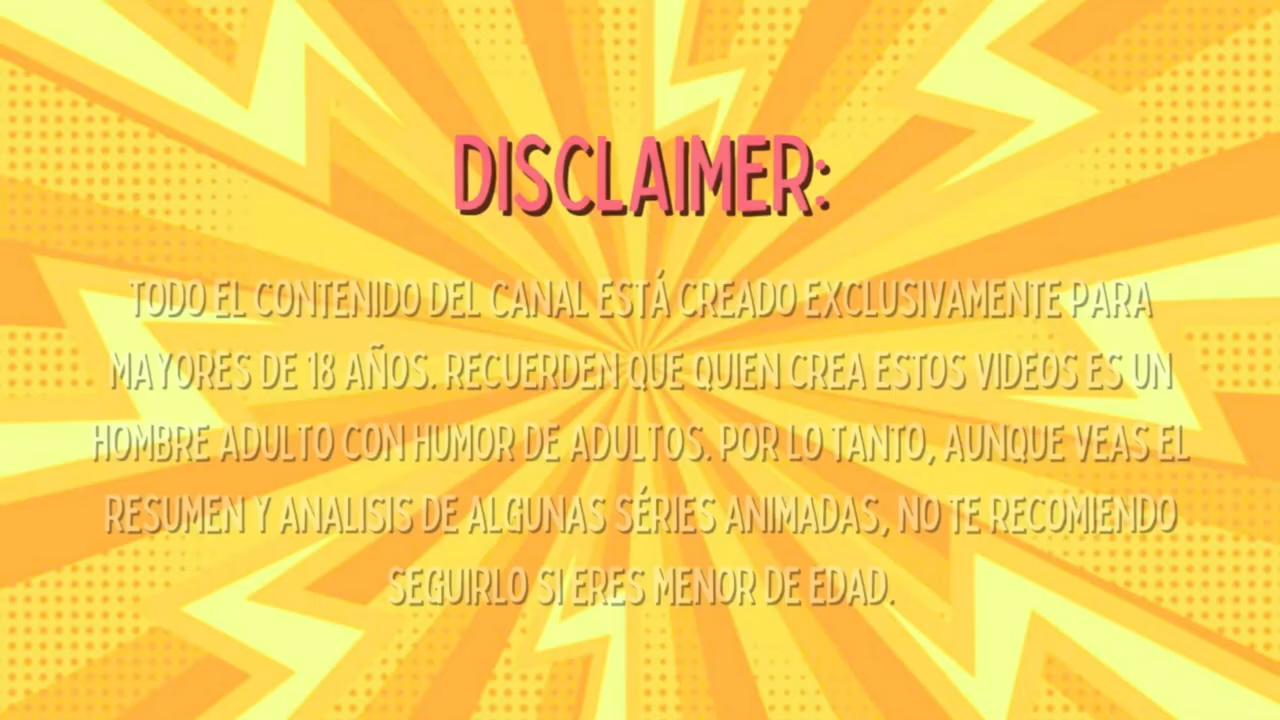 DISCLAIMER:
TODO EL CONTENIDO DEL CANAL ESTÁ CREADO EXCLUSIVAMENTE PARA
MAYORES DE 18 AÑOS. RECUERDEN QUE QUIEN CREA ESTOS VIDEOS ES UN
HOMBRE ADULTO CON HUMOR DE ADULTOS. POR LO TANTO, AUNQUE VEAS EL
RESUMEN Y ANALISIS DE ALGUNAS SÉRIES ANIMADAS, NO TE RECOMIENDO
SEGUIRLO SI ERES MENOR DE EDAD.